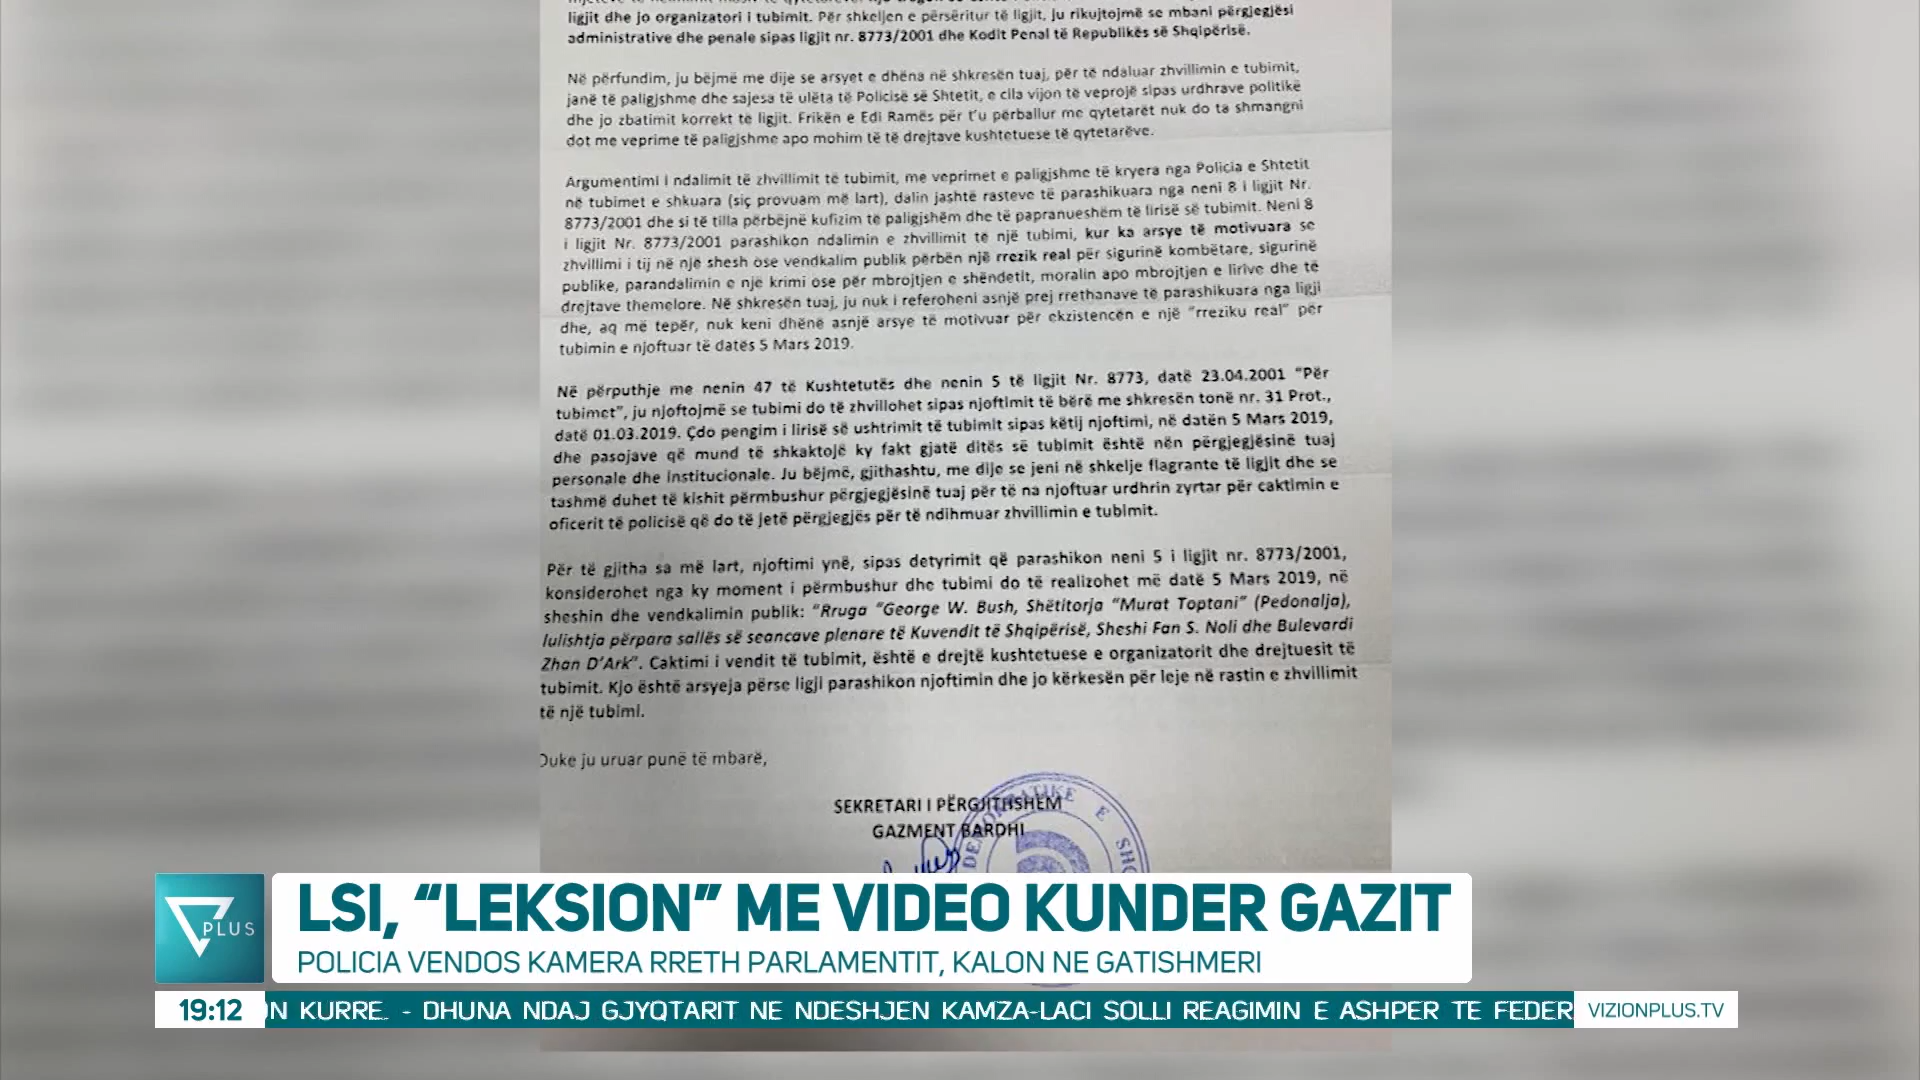 ligjit dhe jo organizatori i tubimit. Për shkeljen e përsëritur të ligjit, ju rikujtojmë se mbani përgjegjësi
administrative dhe penale sipas ligjit nr. 8773/2001 dhe Kodit Penal të Republikës së Shqipërisë.
Në përfundim, ju bëjmë me dije se arsyet e dhëna në shkresën tuaj, për të ndaluar zhvillimin e tubimit,
janë të paligjshme dhe sajesa të ulëta të Policisë së Shtetit, e cila vijon të veprojë sipas urdhrave politikë
dhe jo zbatimit korrekt të ligjit. Frikën e Edi Ramës për t'u përballur me qytetarët nuk do ta shmangni
dot me veprime të paligjshme apo mohim të të drejtave kushtetuese të qytetarëve.
Argumentimi i ndalimit të zhvillimit të tubimit, me veprimet e paligjshme të kryera nga Policia e Shtetit
në tubimet e shkuara (siç provuam më lart), dalin jashtë rasteve të parashikuara nga neni 8 i ligjit Nr.
8773/2001 dhe si të tilla përbëjnë kufizim të paligjshëm dhe të papranueshëm të lirisë së tubimit. Neni 8
i ligjit Nr. 8773/2001 parashikon ndalimin e zhvillimit të një tubimi, kur ka arsye të motivuara se
zhvillimi i tij në një shesh ose vendkalim publik përbën një rrezik real për sigurinë kombëtare, sigurinë
publike, parandalimin e një krimi ose për mbrojtjen e shëndetit, moralin apo mbrojtjen e lirive dhe të
drejtave themelore. Në shkresën tuaj, ju nuk i referoheni asnjë prej rrethanave të parashikuara nga ligji
dhe, aq më tepër, nuk keni dhënë asnjë arsye të motivuar për ekzistencën e një "rreziku real" për
tubimin e njoftuar të datës 5 Mars 2019.
Në përputhje me nenin 47 të Kushtetutës dhe nenin 5 të ligjit Nr. 8773, datë 23.04.2001 "Për
tubimet", ju njoftojmë se tubimi do të zhvillohet sipas njoftimit të bërë me shkresën tonë nr. 31 Prot.,
datë 01.03.2019. Çdo pengim i lirisë së ushtrimit të tubimit sipas këtij njoftimi, në datën 5 Mars 2019,
dhe pasojave që mund të shkaktojë ky fakt gjatë ditës së tubimit është nën përgjegjësinë tuaj
personale dhe institucionale. Ju bëjmë, gjithashtu, me dije se jeni në shkelje flagrante të ligjit dhe se
tashmë duhet të kishit përmbushur përgjegjësinë tuaj për të na njoftuar urdhrin zyrtar për caktimin e
oficerit të policisë që do të jetë përgjegjës për të ndihmuar zhvillimin e tubimit.
Për të gjitha sa më lart, njoftimi ynë, sipas detyrimit që parashikon neni 5 i ligjit nr. 8773/2001,
konsiderohet nga ky moment i përmbushur dhe tubimi do të realizohet më datë 5 Mars 2019, në
sheshin dhe vendkalimin publik: "Rruga "George W. Bush, Shëtitorja "Murat Toptani" (Pedonalja),
lulishtja përpara sallës së seancave plenare të Kuvendit të Shqipërisë, Sheshi Fan S. Noli dhe Bulevardi
Zhan D'Ark". Caktimi i vendit të tubimit, është e drejtë kushtetuese e organizatorit dhe drejtuesit të
tubimit. Kjo është arsyeja përse ligji parashikon njoftimin dhe jo kërkesën për leje në rastin e zhvillimit
të një tubimi.
Duke ju uruar punë të mbarë,
SEKRETARI I PËRGJITHSHËM
GAZMENT BARDHI
PLUS
LSI, “LEKSION” ME VIDEO KUNDER GAZIT
POLICIA VENDOS KAMERA RRETH PARLAMENTIT, KALON NE GATISHMERI
19:12 ON KURRE. - DHUNA NDAJ GJYQTARIT NE NDESHJEN KAMZA-LACI SOLLI REAGIMIN E ASHPER TE FEDER VIZIONPLUS.TV